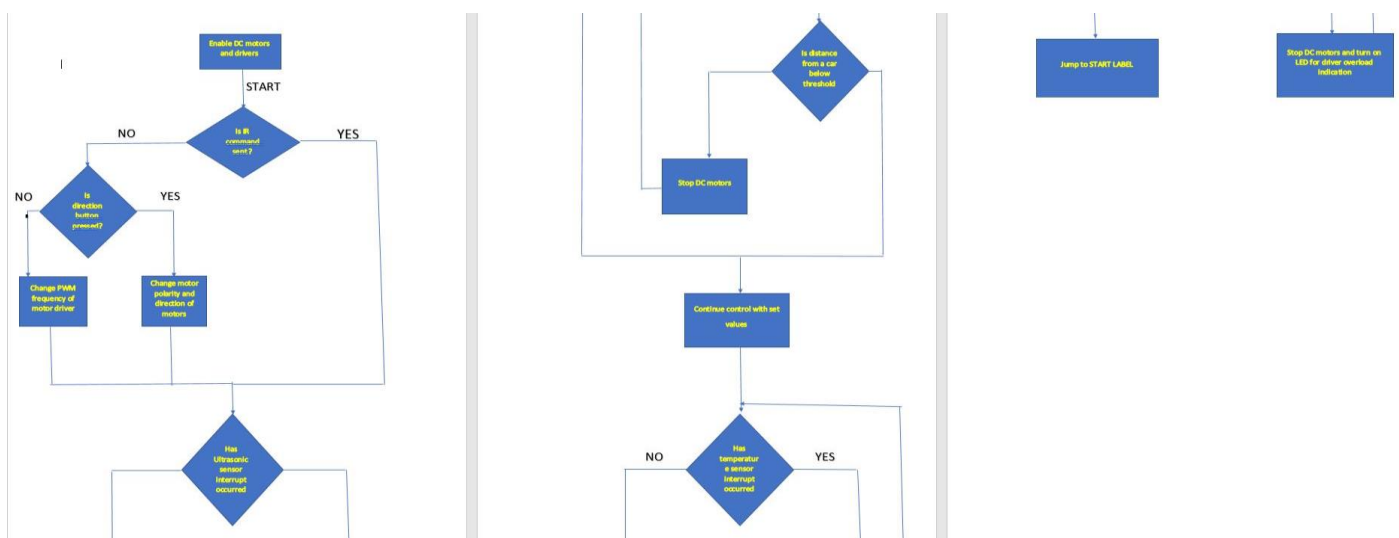 Enable DC motors
and drivers
START
Is IR
command
sent?
NO
YES
Is
direction
button
pressed?
NO
YES
Change PWM
frequency of
motor driver
Change motor
polarity and
direction of
motors
Has
Ultrasonic
sensor
Interrupt
occurred
Is distance
from a car
below
threshold
Stop DC motors
Continue control with set
values
Has
temperatur
e sensor
Interrupt
occurred
NO
YES
Jump to START LABEL
Stop DC motors and turn on
LED for driver overload
indication